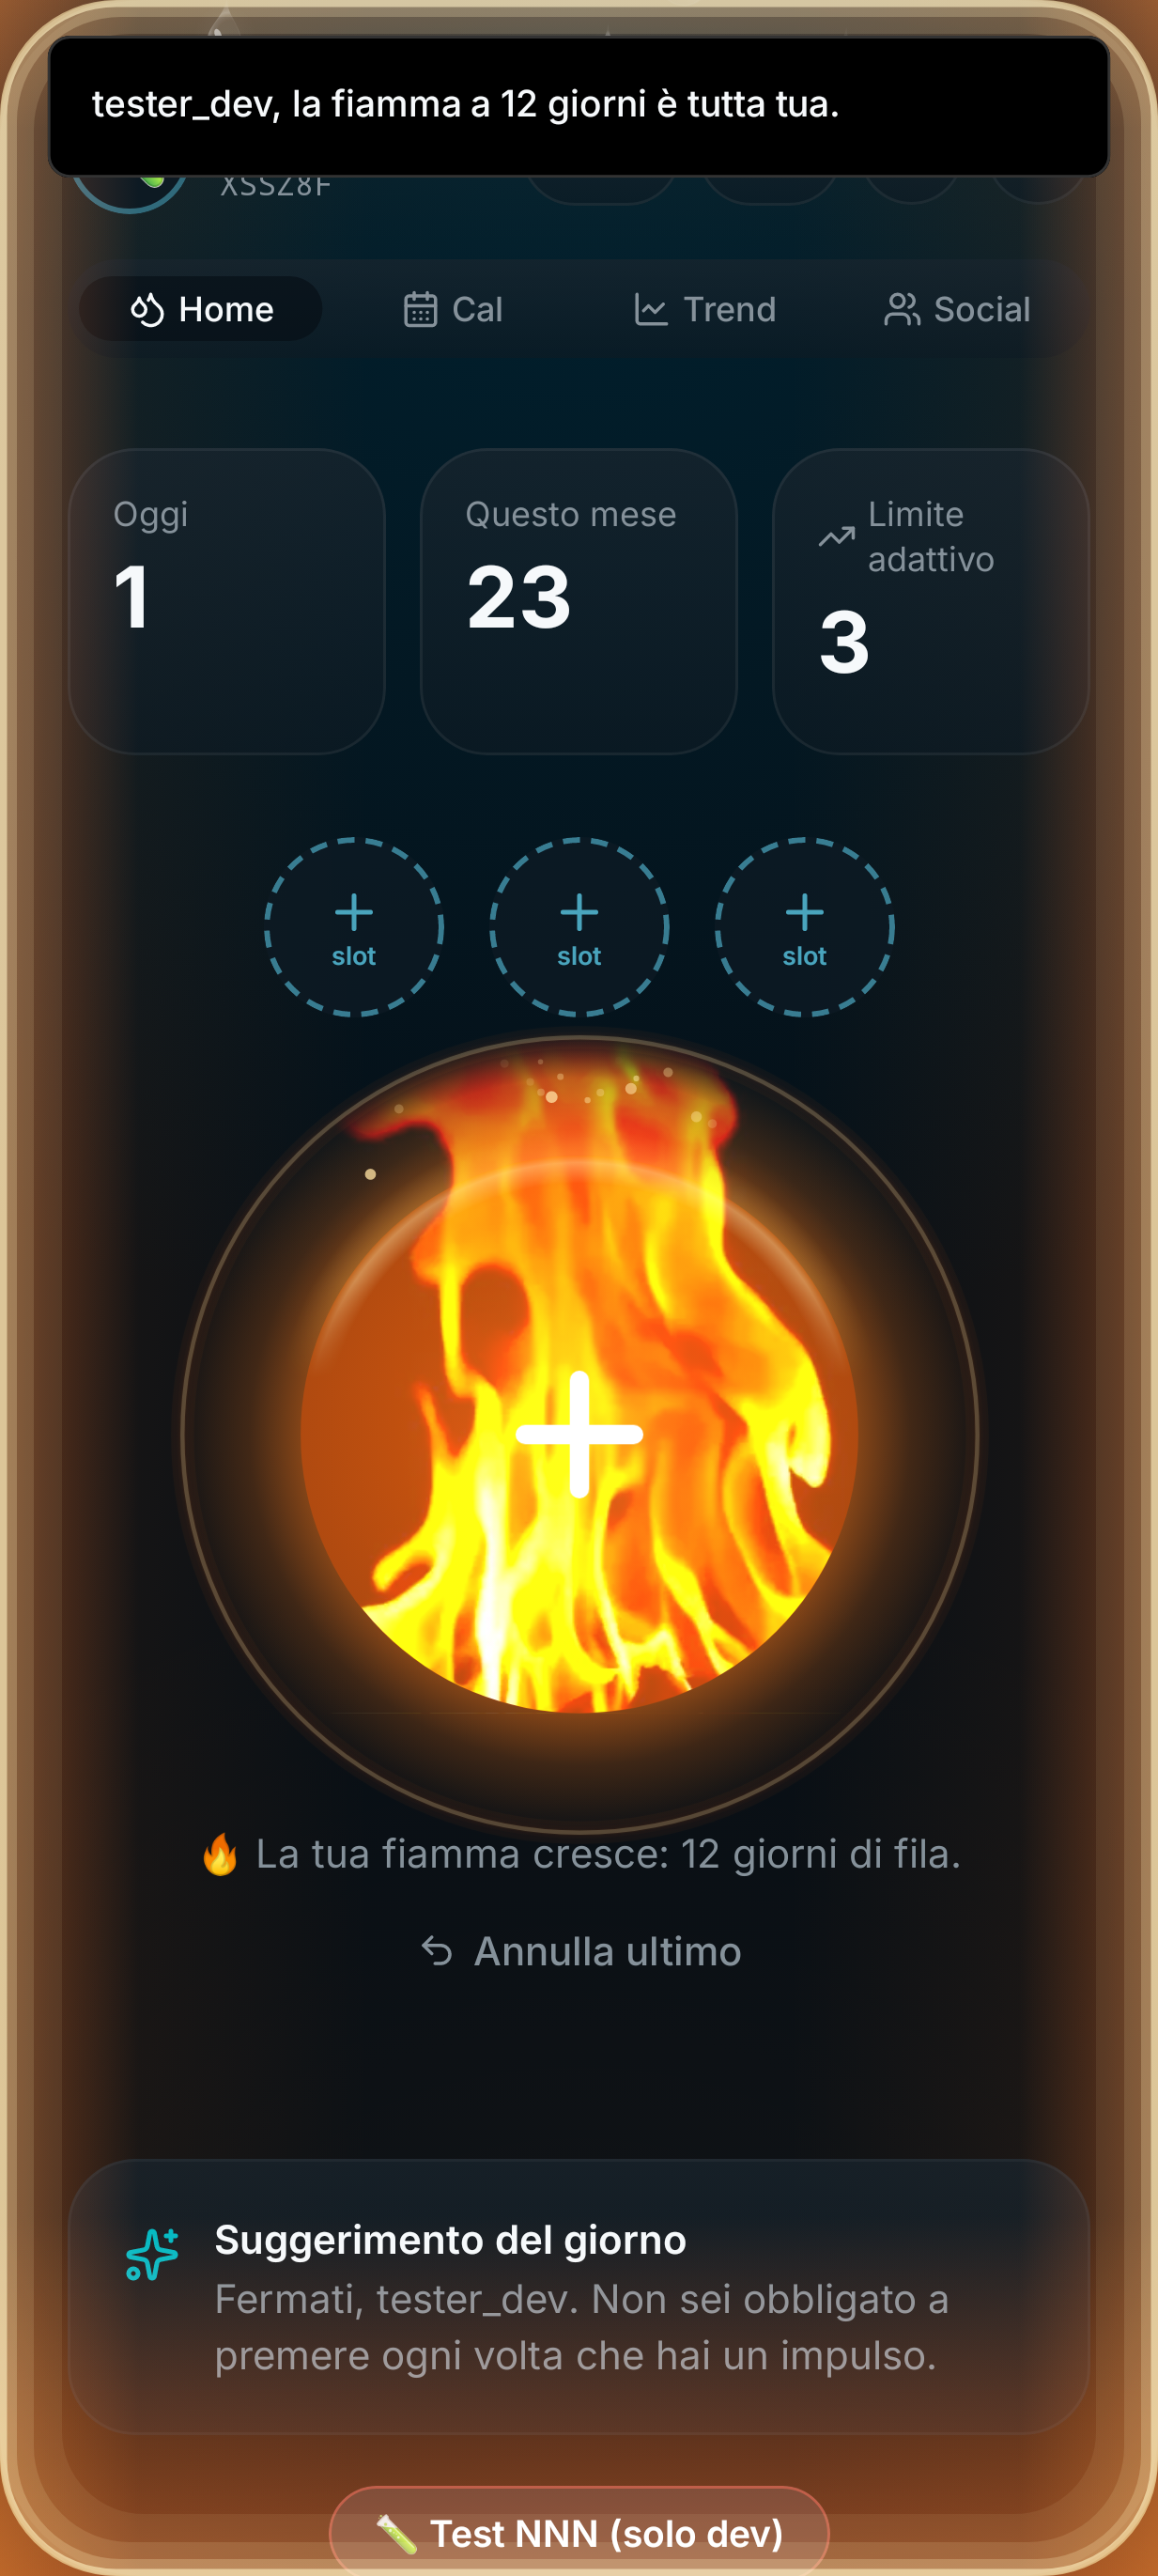 tester_dev, la fiamma a 12 giorni è tutta tua.
XSSZ8F
Home
Cal
Trend
Social
Oggi
1
Questo mese
23
Limite
adattivo
3
slot
slot
slot
🔥 La tua fiamma cresce: 12 giorni di fila.
Annulla ultimo
Suggerimento del giorno
Fermati, tester_dev. Non sei obbligato a
premere ogni volta che hai un impulso.
Test NNN (solo dev)